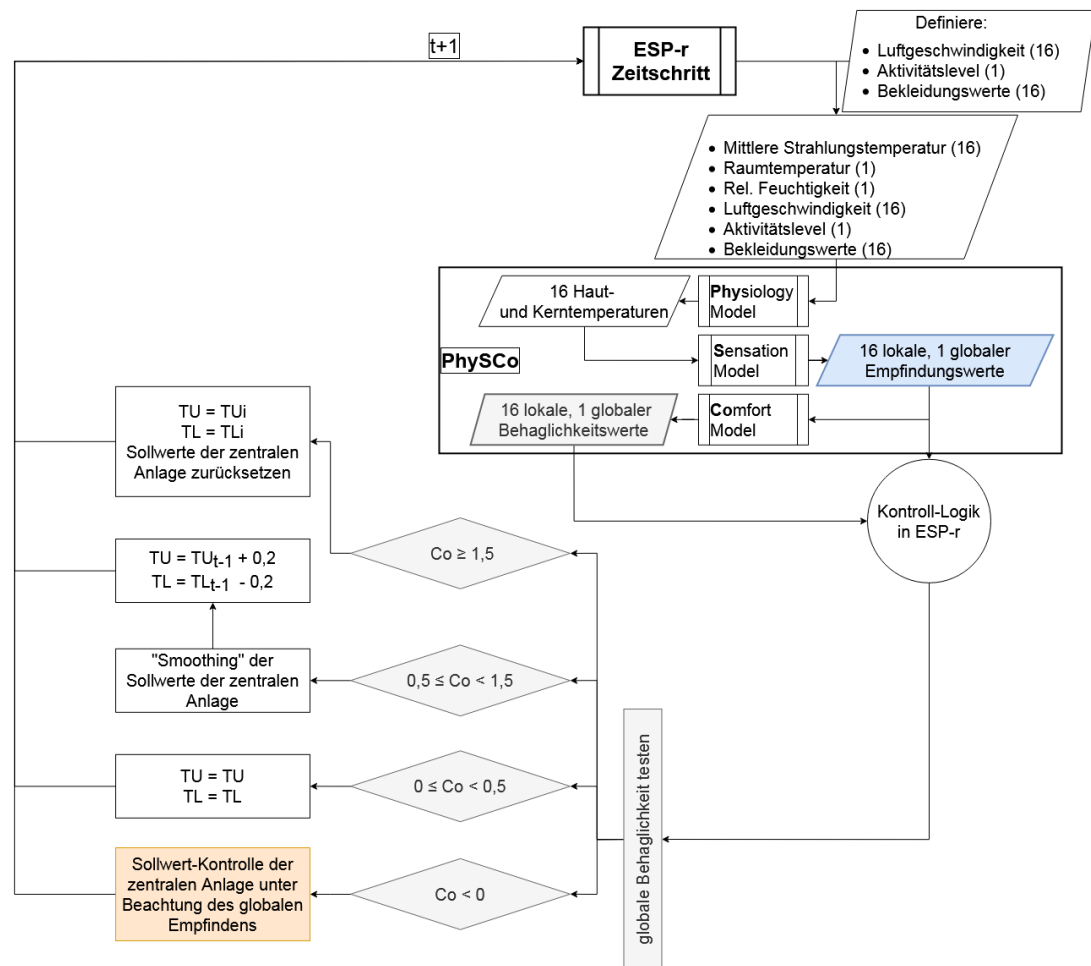 t+1
ESP-r
Zeitschritt
Definiere:
• Luftgeschwindigkeit (16)
• Aktivitätslevel (1)
• Bekleidungswerte (16)
• Mittlere Strahlungstemperatur (16)
• Raumtemperatur (1)
• Rel. Feuchtigkeit (1)
• Luftgeschwindigkeit (16)
• Aktivitätslevel (1)
• Bekleidungswerte (16)
16 Haut-
und Kerntemperaturen
Physiology
Model
PhySCo
Sensation
Model
16 lokale, 1 globaler
Empfindungswerte
16 lokale, 1 globaler
Behaglichkeitswerte
Comfort
Model
Kontroll-Logik
in ESP-r
TU = TUi
TL = TLi
Sollwerte der zentralen
Anlage zurücksetzen
Co ≥ 1,5
TU = TUt-1 + 0,2
TL = TLt-1 - 0,2
"Smoothing" der
Sollwerte der zentralen
Anlage
0,5 ≤ Co < 1,5
TU = TU
TL = TL
0 ≤ Co < 0,5
Sollwert-Kontrolle der
zentralen Anlage unter
Beachtung des globalen
Empfindens
Co < 0
globale Behaglichkeit testen